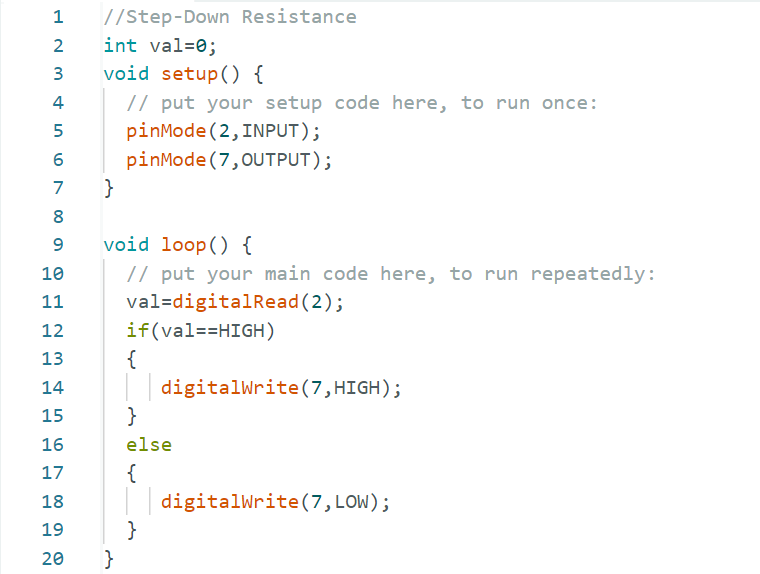 1 //Step-Down Resistance
2 int val=0;
3 void setup() {
4   // put your setup code here, to run once:
5   pinMode(2,INPUT);
6   pinMode(7,OUTPUT);
7 }
8
9 void loop() {
10   // put your main code here, to run repeatedly:
11   val=digitalRead(2);
12   if(val==HIGH)
13   {
14      digitalWrite(7,HIGH);
15   }
16   else
17   {
18      digitalWrite(7,LOW);
19   }
20 }